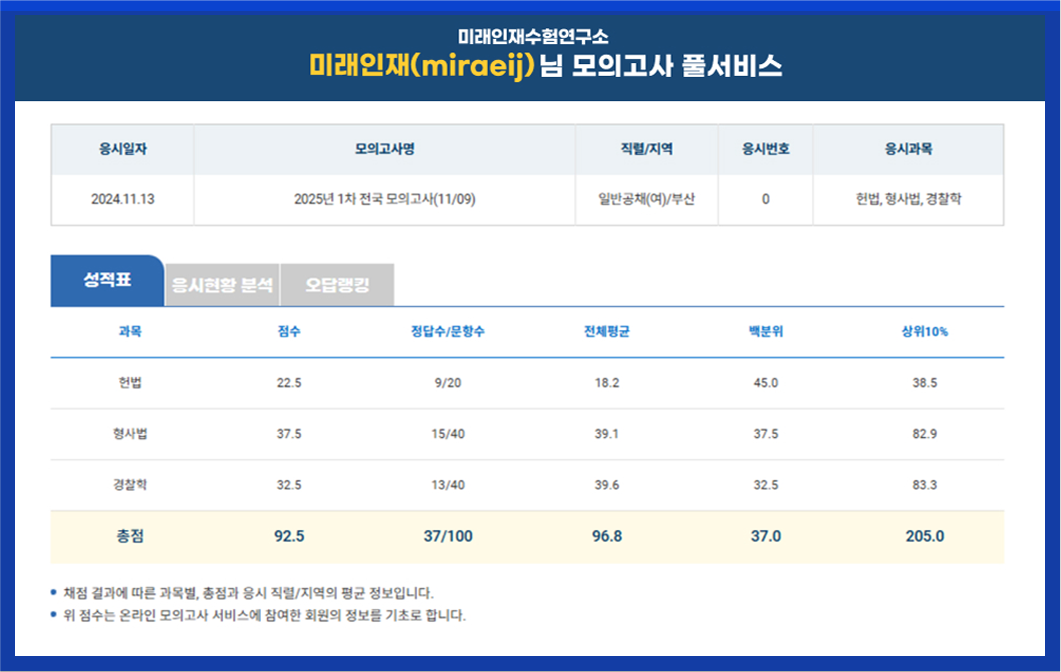 미래인재수험연구소
미래인재(miraeij)님 모의고사 풀서비스
응시일자 모의고사명 직렬/지역 응시번호 응시과목
2024.11.13 2025년 1차 전국 모의고사(11/09) 일반공채(여)/부산 0 헌법, 형사법, 경찰학
성적표 응시현황 분석 오답랭킹
과목 점수 정답수/문항수 전체평균 백분위 상위10%
헌법 22.5 9/20 18.2 45.0 38.5
형사법 37.5 15/40 39.1 37.5 82.9
경찰학 32.5 13/40 39.6 32.5 83.3
총점 92.5 37/100 96.8 37.0 205.0
• 채점 결과에 따른 과목별, 총점과 응시 직렬/지역의 평균 정보입니다.
• 위 점수는 온라인 모의고사 서비스에 참여한 회원의 정보를 기초로 합니다.